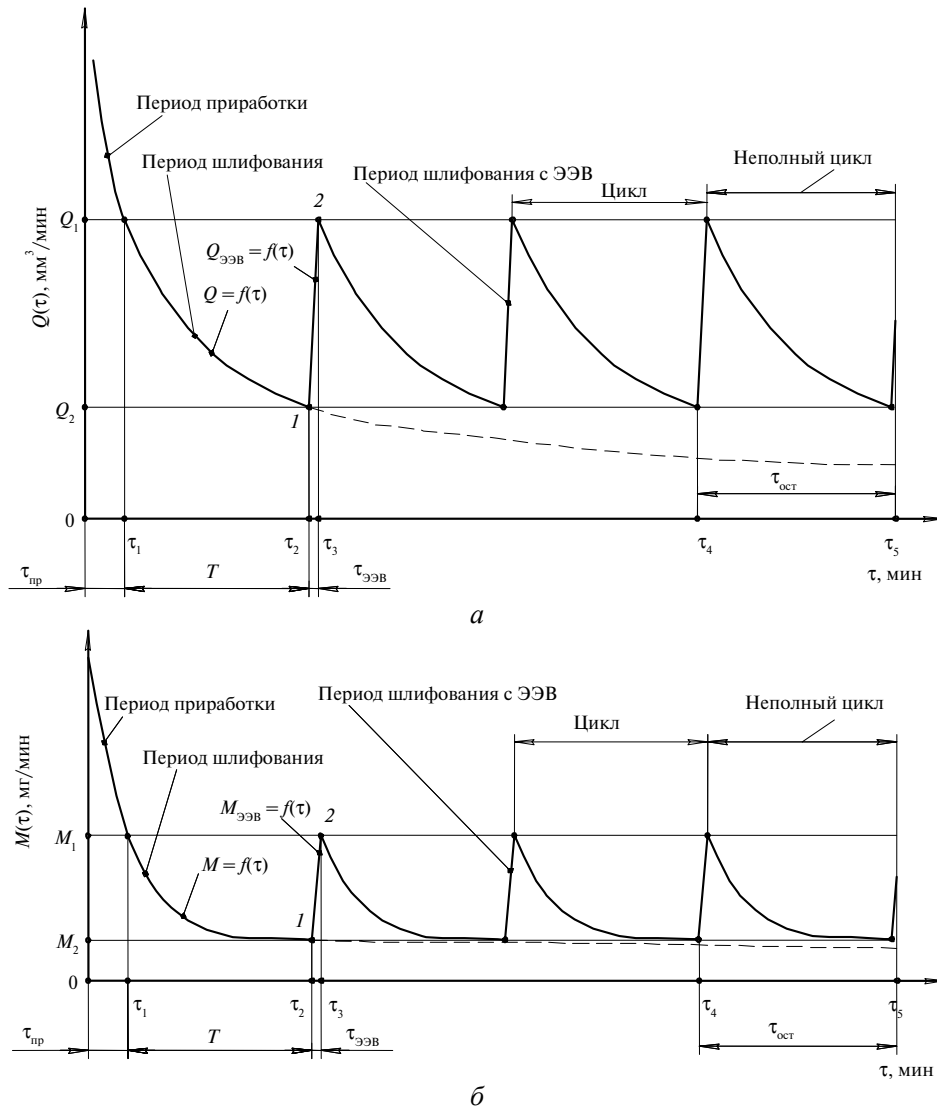 Период приработки
Период шлифования
Период шлифования с ЭЭВ
Неполный цикл
Цикл
2
Q₁
Q(τ), мм³/мин
Q_ЭЭВ = f(τ)
Q = f(τ)
Q₂
1
τ_ост
0
τ₁
τ₂
τ₃
τ₄
τ₅
τ_пр
T
τ_ЭЭВ
τ, мин
а
Период приработки
Период шлифования с ЭЭВ
Неполный цикл
Цикл
Период шлифования
M(τ), мг/мин
M_ЭЭВ = f(τ)
2
M₁
M = f(τ)
1
M₂
0
τ₁
τ₂
τ₃
τ₄
τ₅
τ_пр
T
τ_ЭЭВ
τ_ост
τ, мин
б